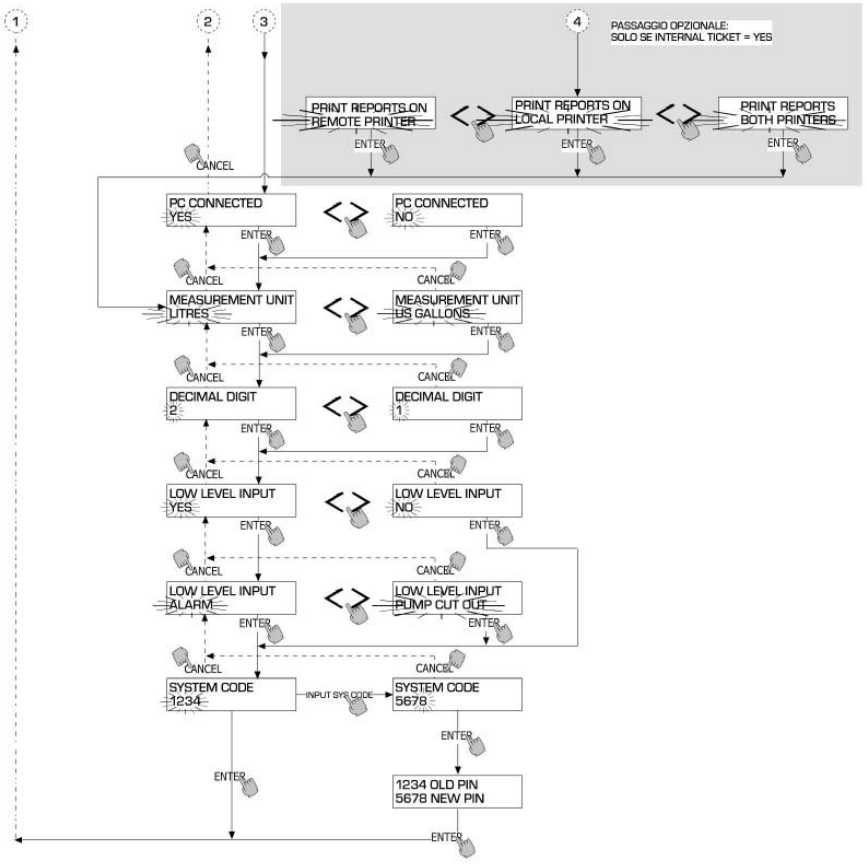 1
2
3
4
PASSAGGIO OPZIONALE:
SOLO SE INTERNAL TICKET = YES
PRINT REPORTS ON
REMOTE PRINTER
< >
PRINT REPORTS ON
LOCAL PRINTER
< >
PRINT REPORTS
BOTH PRINTERS
ENTER
ENTER
ENTER
CANCEL
PC CONNECTED
YES
< >
PC CONNECTED
NO
ENTER
ENTER
CANCEL
CANCEL
MEASUREMENT UNIT
LITRES
< >
MEASUREMENT UNIT
US GALLONS
ENTER
ENTER
CANCEL
CANCEL
DECIMAL DIGIT
2
< >
DECIMAL DIGIT
1
ENTER
ENTER
CANCEL
CANCEL
LOW LEVEL INPUT
YES
< >
LOW LEVEL INPUT
NO
ENTER
ENTER
CANCEL
CANCEL
LOW LEVEL INPUT
ALARM
< >
LOW LEVEL INPUT
PUMP CUT OUT
ENTER
ENTER
CANCEL
CANCEL
SYSTEM CODE
1234
INPUT SYS CODE
SYSTEM CODE
5678
ENTER
ENTER
1234 OLD PIN
5678 NEW PIN
ENTER